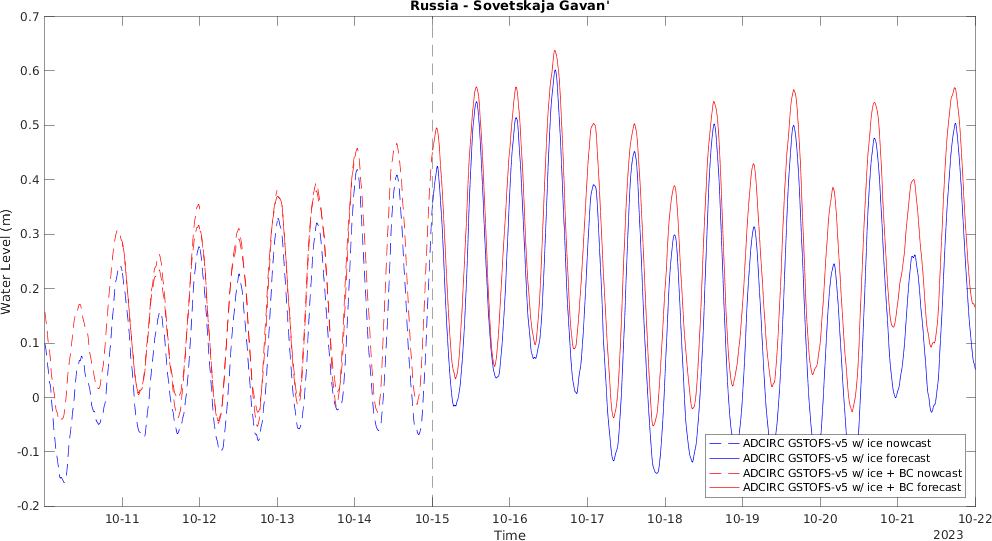 Russia - Sovetskaja Gavan'
0.7
0.6
0.5
0.4
0.3
0.2
0.1
0
-0.1
-0.2
Water Level (m)
ADCIRC GSTOFS-v5 w/ ice nowcast
ADCIRC GSTOFS-v5 w/ ice forecast
ADCIRC GSTOFS-v5 w/ ice + BC nowcast
ADCIRC GSTOFS-v5 w/ ice + BC forecast
10-11 10-12 10-13 10-14 10-15 10-16 10-17 10-18 10-19 10-20 10-21 10-22
Time
2023